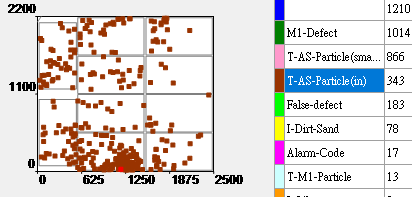 2200
1100
0
0 625 1250 1875 2500
1210
M1-Defect 1014
T-AS-Particle(sma... 866
T-AS-Particle(in) 343
False-defect 183
I-Dirt-Sand 78
Alarm-Code 17
T-M1-Particle 13